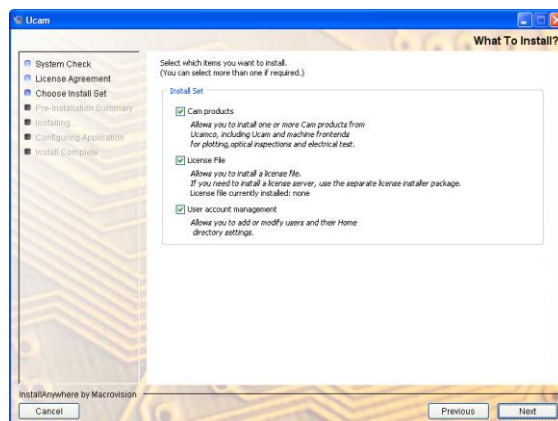 Ucam
What To Install?
System Check
License Agreement
Choose Install Set
Pre-Installation Summary
Installing...
Configuring Application
Install Complete
Select which items you want to install.
(You can select more than one if required.)
Install Set
Cam products
Allows you to install one or more Cam products from
Ucamco, including Ucam and machine frontends
for plotting,optical inspections and electrical test.
License File
Allows you to install a license file.
If you need to install a license server, use the separate license installer package.
License file currently installed: none
User account management
Allows you to add or modify users and their Home
directory settings.
InstallAnywhere by Macrovision
Cancel
Previous
Next